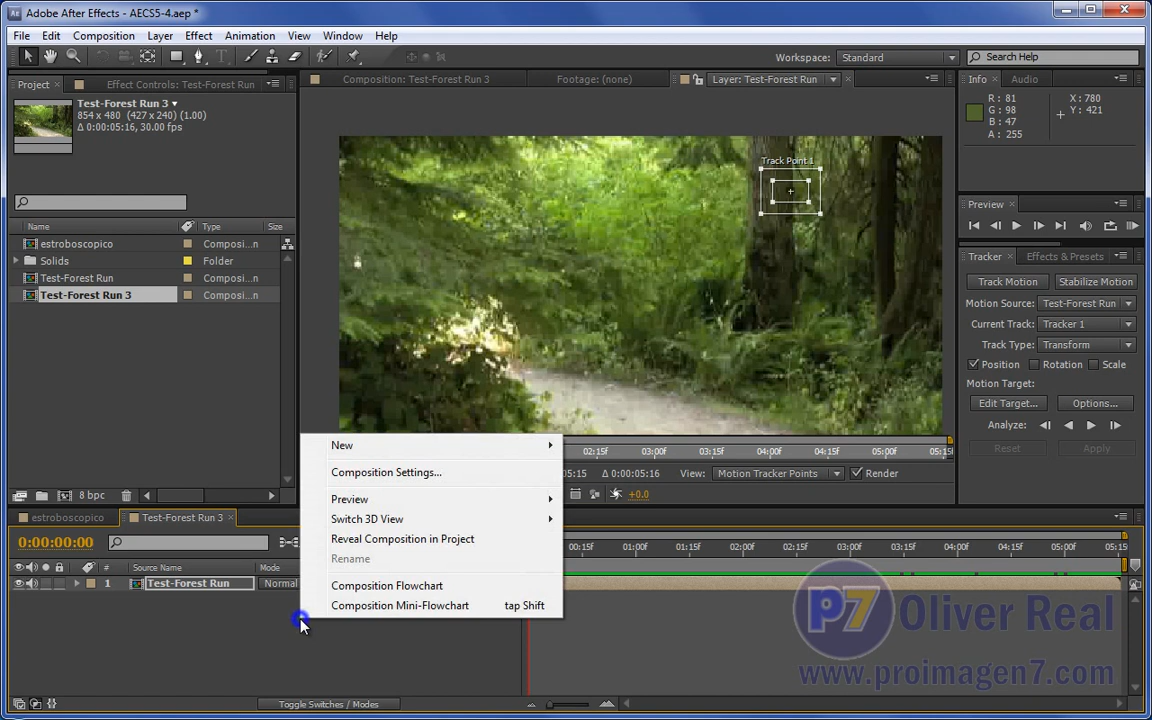 Adobe After Effects - AECS5-4.aep *
File Edit Composition Layer Effect Animation View Window Help
Workspace: Standard Search Help
Project Effect Controls: Test-Forest Run Composition: Test-Forest Run 3 Footage: (none) Layer: Test-Forest Run Info Audio
Test-Forest Run 3
854 x 480 (427 x 240) (1.00)
Δ 0:00:05:16, 30.00 fps
R: 81
G: 98
B: 47
A: 255
X: 780
Y: 421
Track Point 1
Preview
Name Type
estroboscopico Composi...n
Solids Folder
Test-Forest Run Composi...n
Test-Forest Run 3 Composi...n
Tracker Effects & Presets
Track Motion Stabilize Motion
Motion Source: Test-Forest Run
Current Track: Tracker 1
Track Type: Transform
Position Rotation Scale
Motion Target:
Edit Target... Options...
Analyze:
Reset Apply
02:15f 03:00f 03:15f 04:00f 04:15f 05:00f 05:15
05:15 Δ 0:00:05:16 View: Motion Tracker Points Render
8 bpc
+0.0
New
Composition Settings...
Preview
Switch 3D View
Reveal Composition in Project
Rename
Composition Flowchart
Composition Mini-Flowchart tap Shift
estroboscopico Test-Forest Run 3
0:00:00:00
00:15f 01:00f 01:15f 02:00f 02:15f 03:00f 03:15f 04:00f 04:15f 05:00f 05:15
# Source Name Mode
1 Test-Forest Run Normal
P7 Oliver Real
www.proimagen7.com
Toggle Switches / Modes